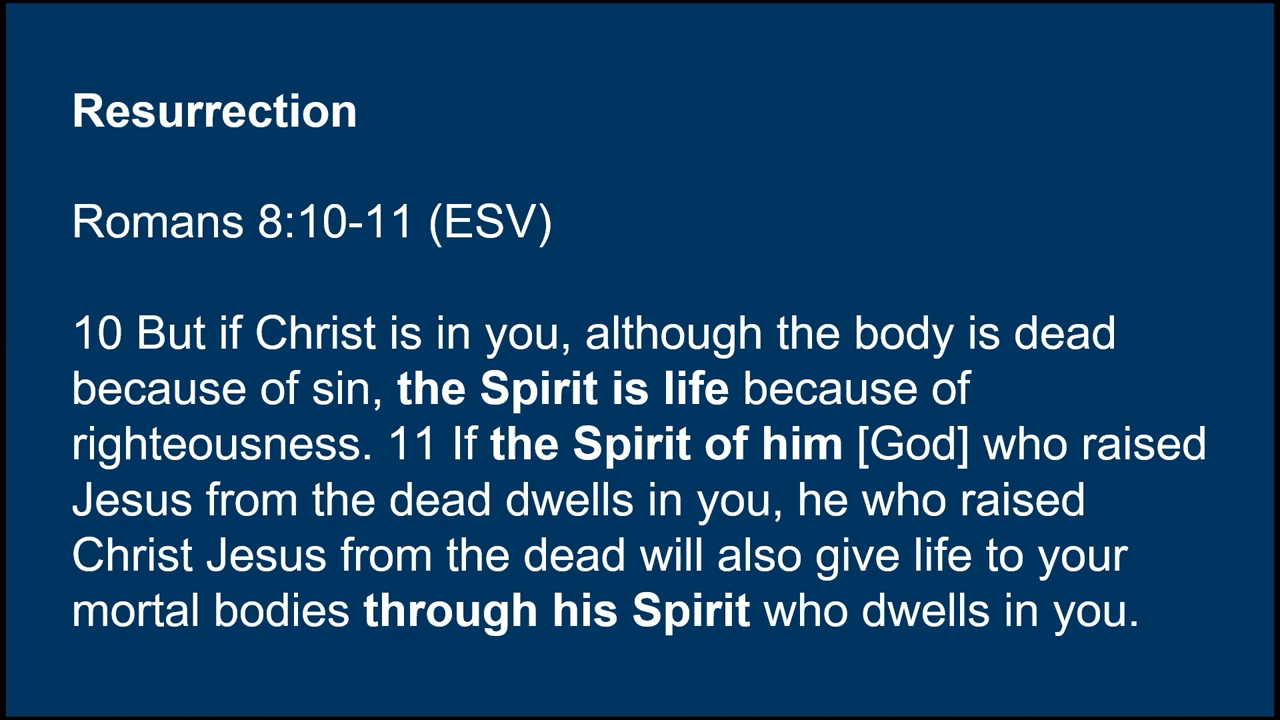 Resurrection
Romans 8:10-11 (ESV)
10 But if Christ is in you, although the body is dead
because of sin, the Spirit is life because of
righteousness. 11 If the Spirit of him [God] who raised
Jesus from the dead dwells in you, he who raised
Christ Jesus from the dead will also give life to your
mortal bodies through his Spirit who dwells in you.